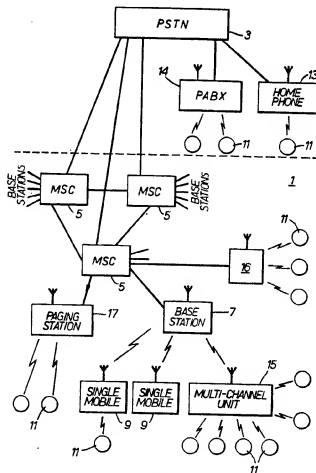 PSTN
3
14
PABX
13
HOME
PHONE
11
11
BASE
STATIONS
MSC
5
MSC
5
BASE
STATIONS
1
11
MSC
5
16
PAGING
STATION
17
BASE
STATION
7
11
SINGLE
MOBILE
9
SINGLE
MOBILE
9
15
MULTI-CHANNEL
UNIT
11
11